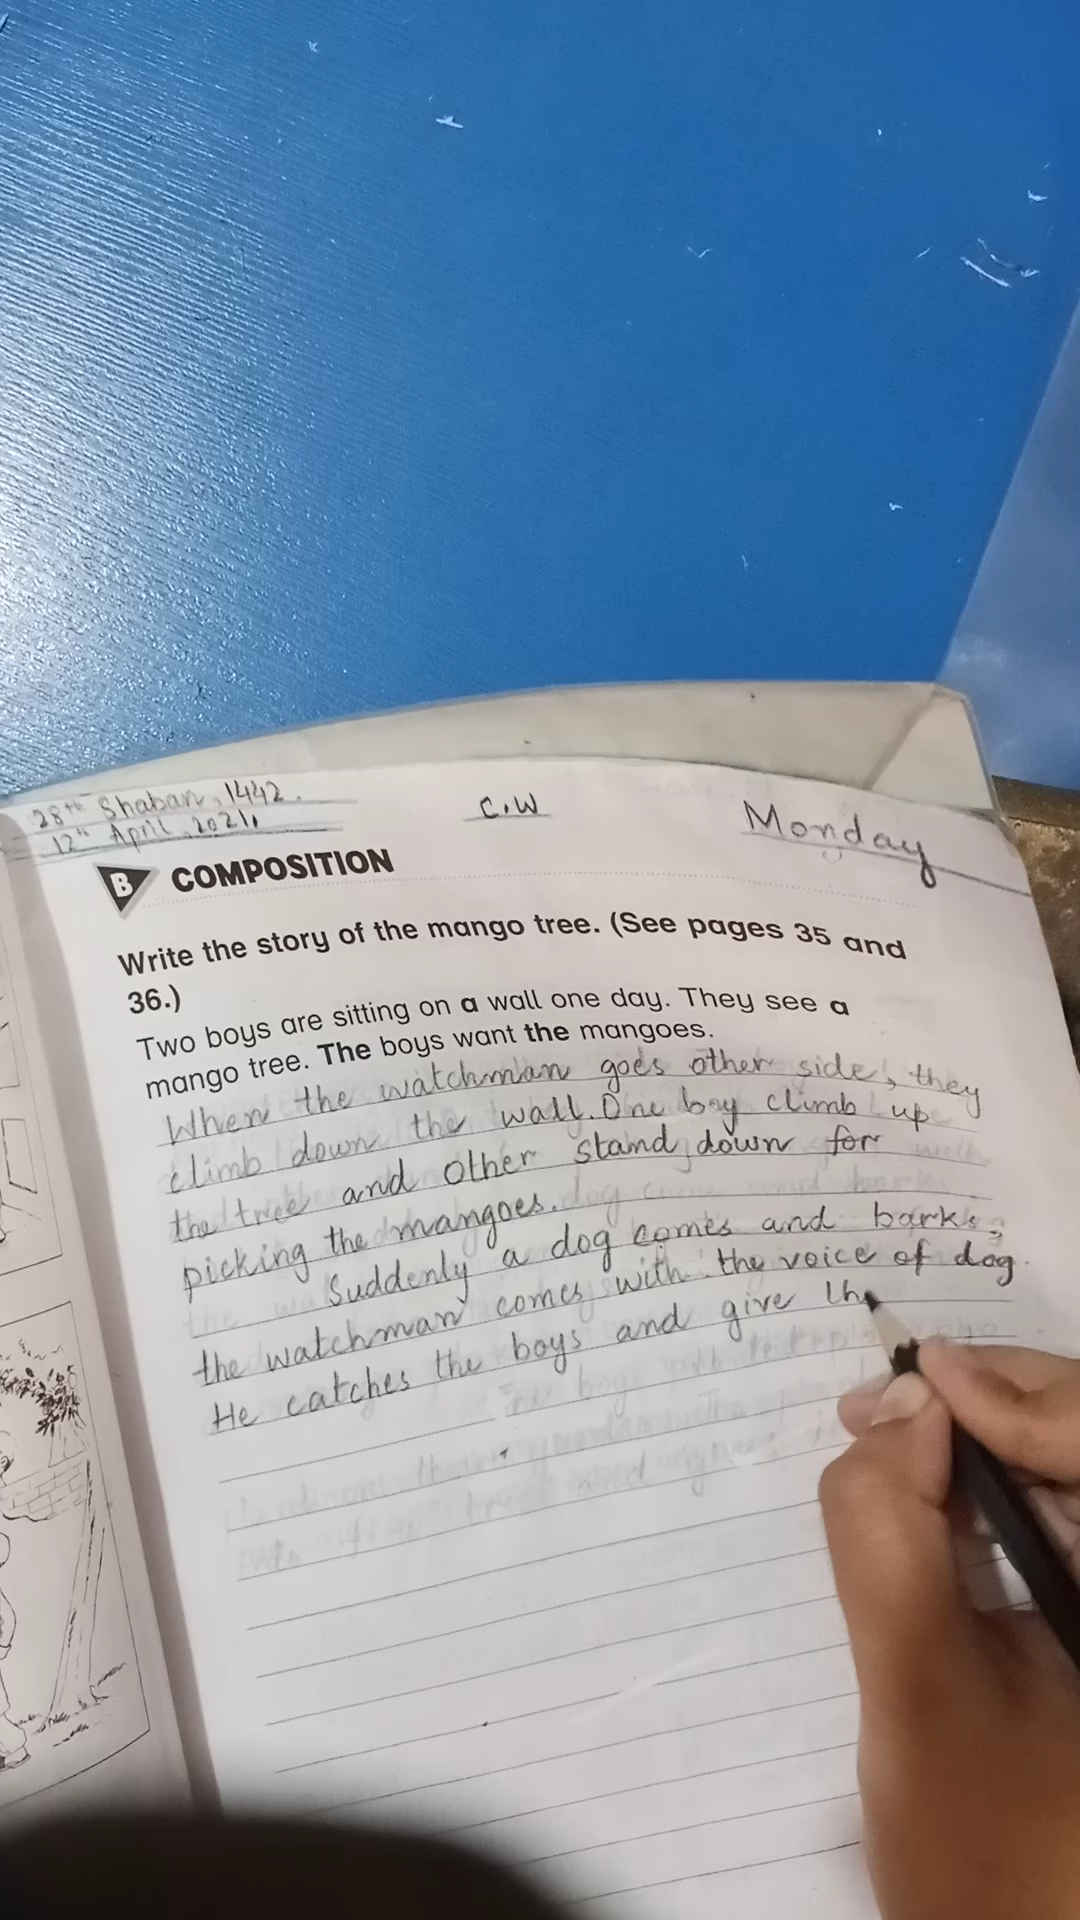 28th Shaban, 1442.
12th April, 2021.
C.W
Monday
B COMPOSITION
Write the story of the mango tree. (See pages 35 and
36.)
Two boys are sitting on a wall one day. They see a
mango tree. The boys want the mangoes.
When the watchman goes other side, they
climb down the wall. One boy climb up
the tree and other stand down for
picking the mangoes.
Suddenly a dog comes and barks,
the watchman comes with the voice of dog.
He catches the boys and give the